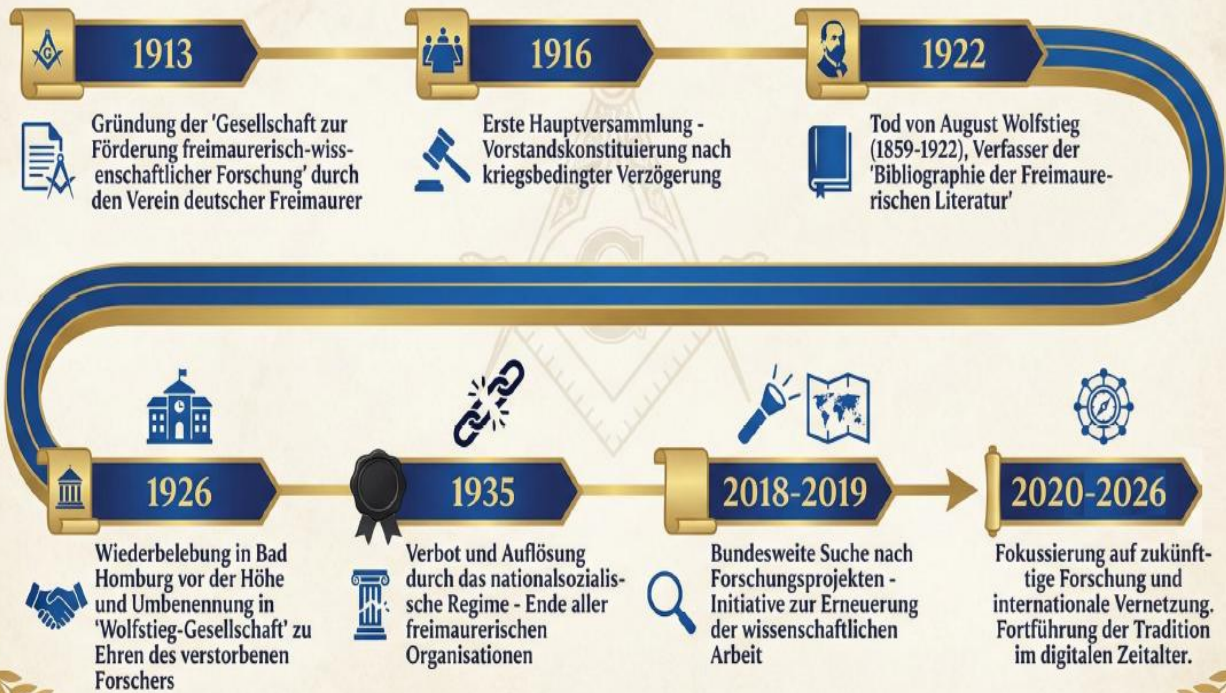 1913
Gründung der 'Gesellschaft zur
Förderung freimaurerisch-wiss-
enschaftlicher Forschung' durch
den Verein deutscher Freimaurer
1916
Erste Hauptversammlung -
Vorstandskonstituierung nach
kriegsbedingter Verzögerung
1922
Tod von August Wolfstieg
(1859-1922), Verfasser der
'Bibliographie der Freimaure-
rischen Literatur'
G
G
1926
Wiederbelebung in Bad
Homburg vor der Höhe
und Umbenennung in
'Wolfstieg-Gesellschaft' zu
Ehren des verstorbenen
Forschers
1935
Verbot und Auflösung
durch das nationalsozialis-
sche Regime - Ende aller
freimaurerischen
Organisationen
2018-2019
Bundesweite Suche nach
Forschungsprojekten -
Initiative zur Erneuerung
der wissenschaftlichen
Arbeit
2020-2026
Fokussierung auf zukünft-
tige Forschung und
internationale Vernetzung.
Fortführung der Tradition
im digitalen Zeitalter.